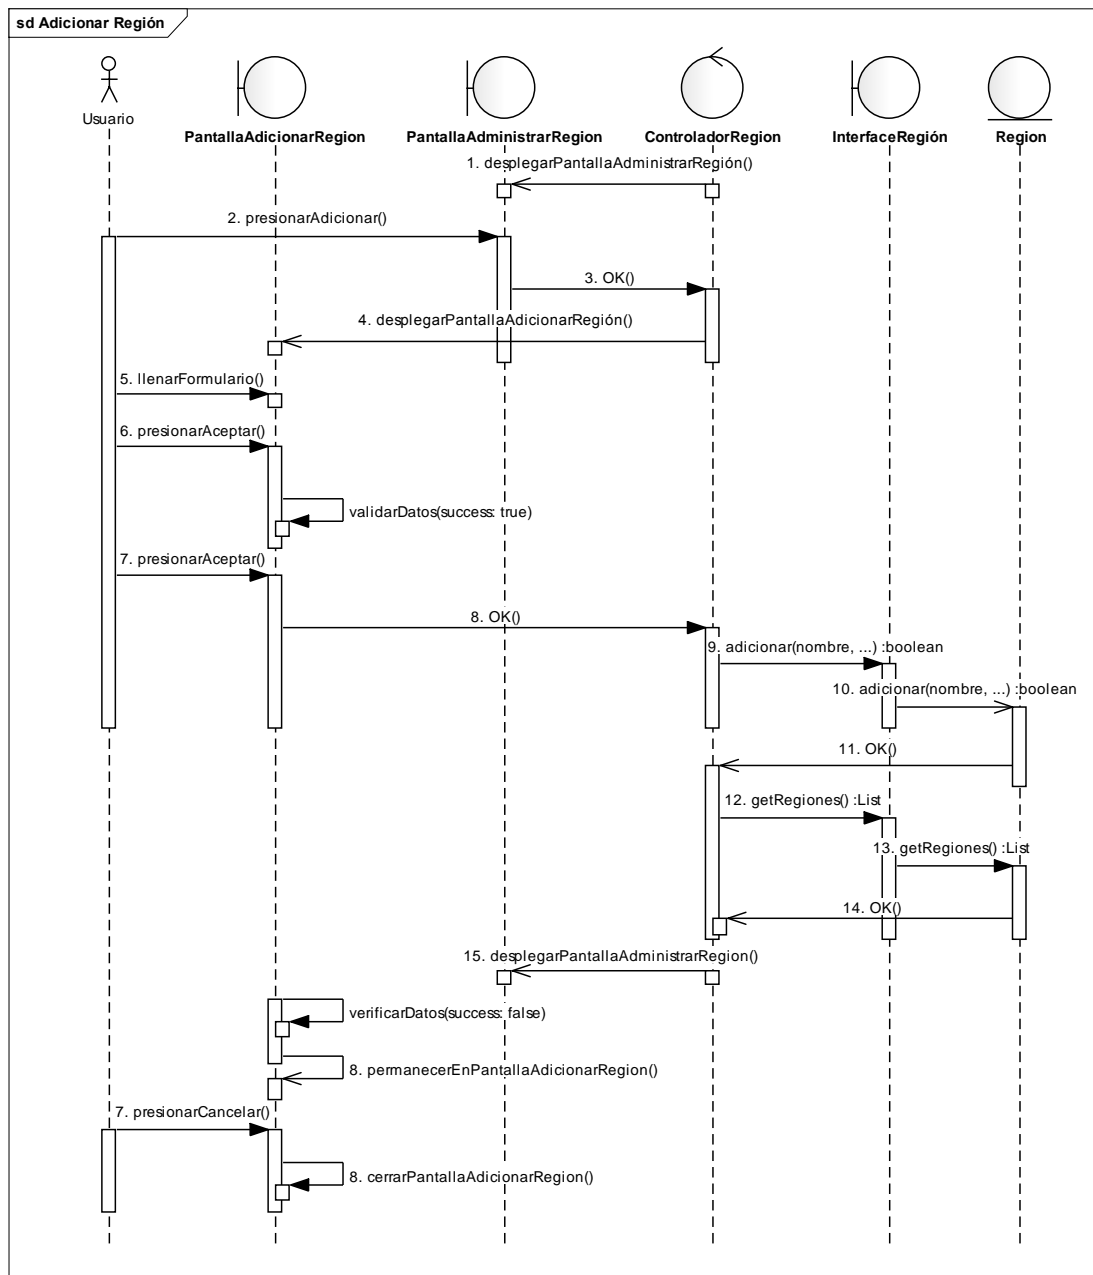 sd Adicionar Región
Usuario
PantallaAdicionarRegion
PantallaAdministrarRegion
ControladorRegion
InterfaceRegión
Region
1. desplegarPantallaAdministrarRegión()
2. presionarAdicionar()
3. OK()
4. desplegarPantallaAdicionarRegión()
5. llenarFormulario()
6. presionarAceptar()
validarDatos(success: true)
7. presionarAceptar()
8. OK()
9. adicionar(nombre, ...) :boolean
10. adicionar(nombre, ...) :boolean
11. OK()
12. getRegiones() :List
13. getRegiones() :List
14. OK()
15. desplegarPantallaAdministrarRegion()
verificarDatos(success: false)
8. permanecerEnPantallaAdicionarRegion()
7. presionarCancelar()
8. cerrarPantallaAdicionarRegion()